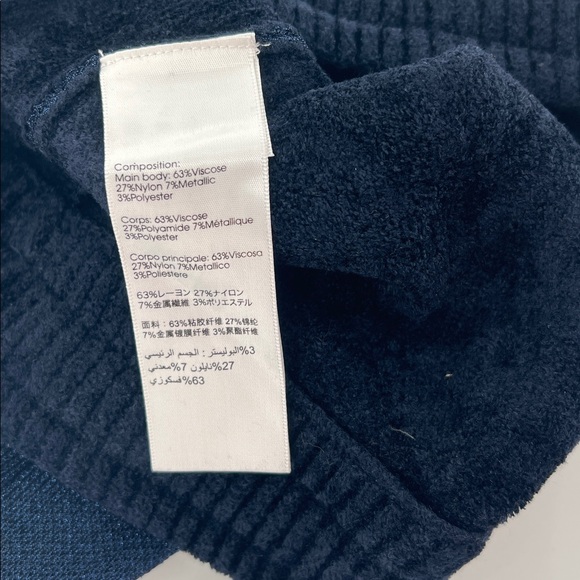 Composition:
Main body: 63%Viscose
27%Nylon 7%Metallic
3%Polyester
Corps: 63%Viscose
27%Polyamide 7%Métallique
3%Polyester
Corpo principale: 63%Viscosa
27%Nylon 7%Metallico
3%Poliestere
63%レーヨン 27%ナイロン
7%金属繊維 3%ポリエステル
面料：63%粘胶纤维 27%锦纶
7%金属镀膜纤维 3%聚酯纤维
3%البوليستر : الجسم الرئيسي
27%نايلون 7%معدني
63%فسكوزي